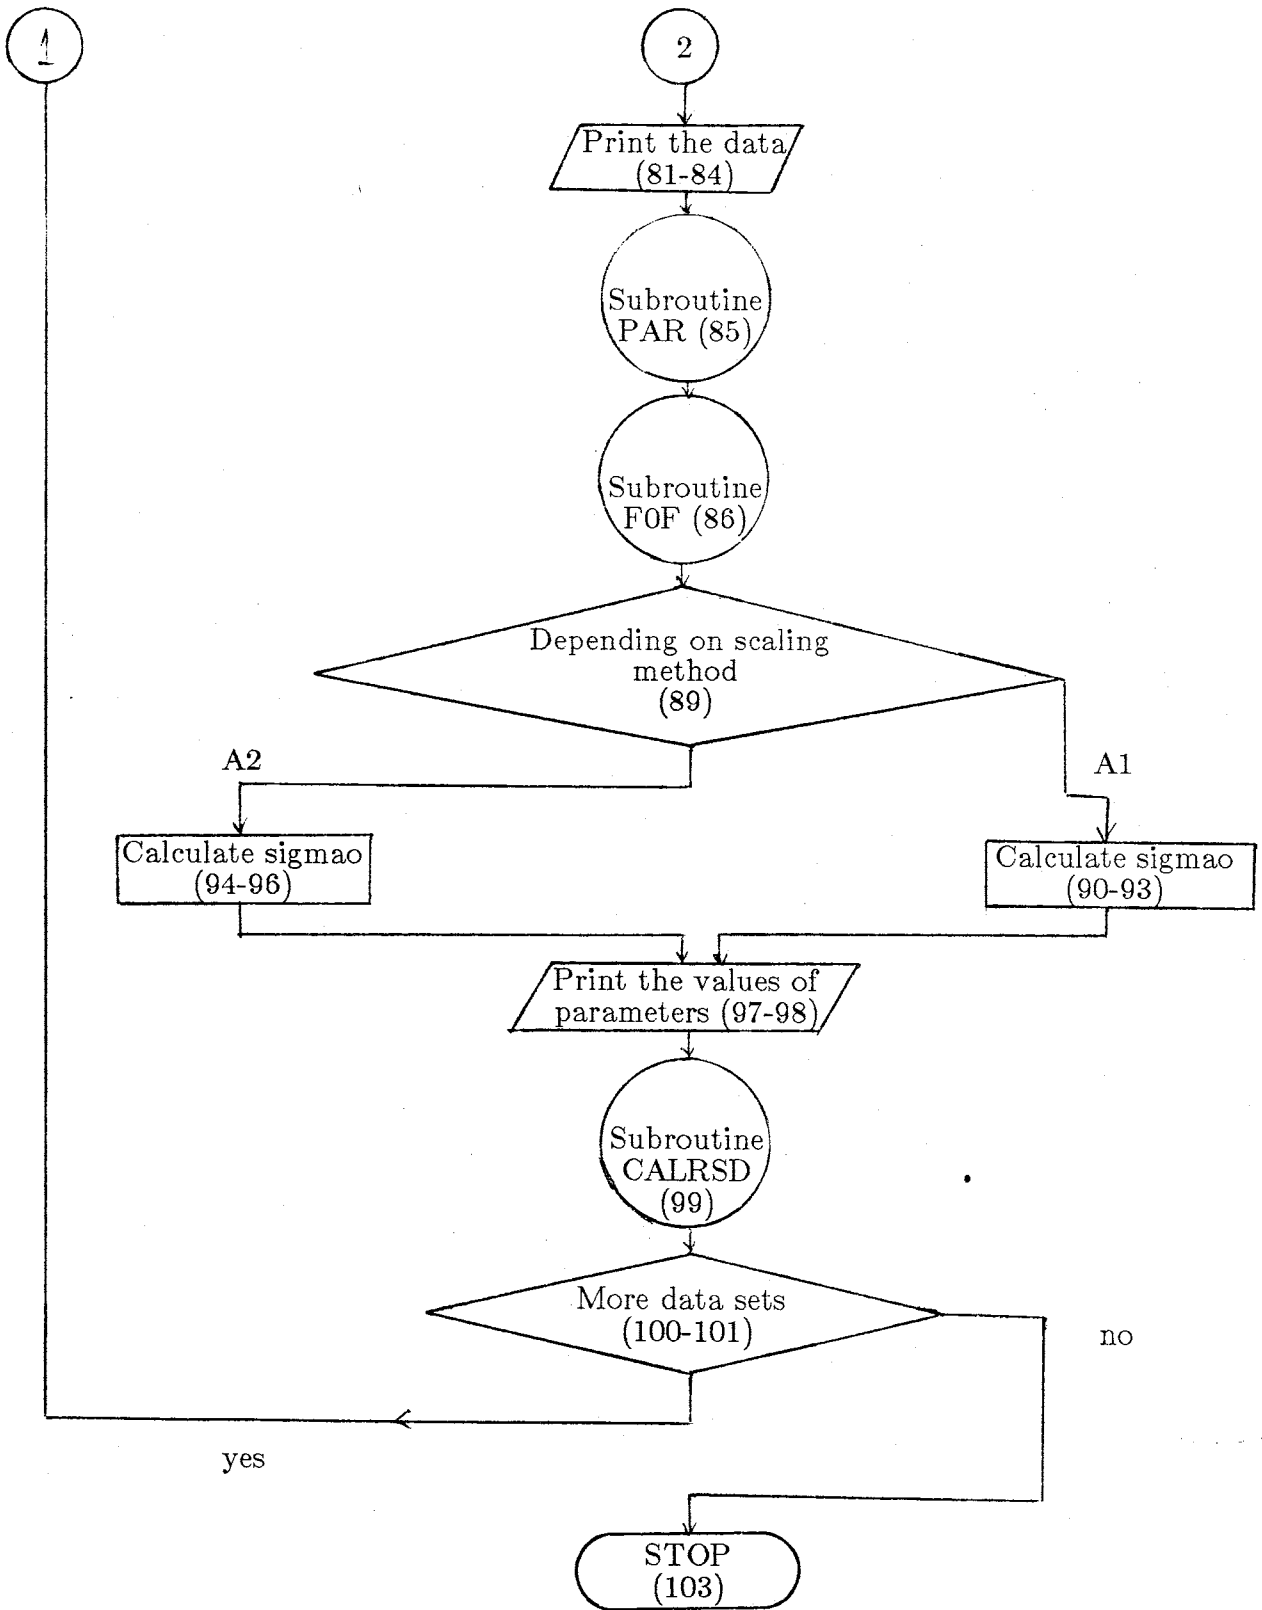 1
2
Print the data
(81-84)
Subroutine
PAR (85)
Subroutine
F0F (86)
Depending on scaling
method
(89)
A2
A1
Calculate sigmao
(94-96)
Calculate sigmao
(90-93)
Print the values of
parameters (97-98)
Subroutine
CALRSD
(99)
More data sets
(100-101)
no
yes
STOP
(103)